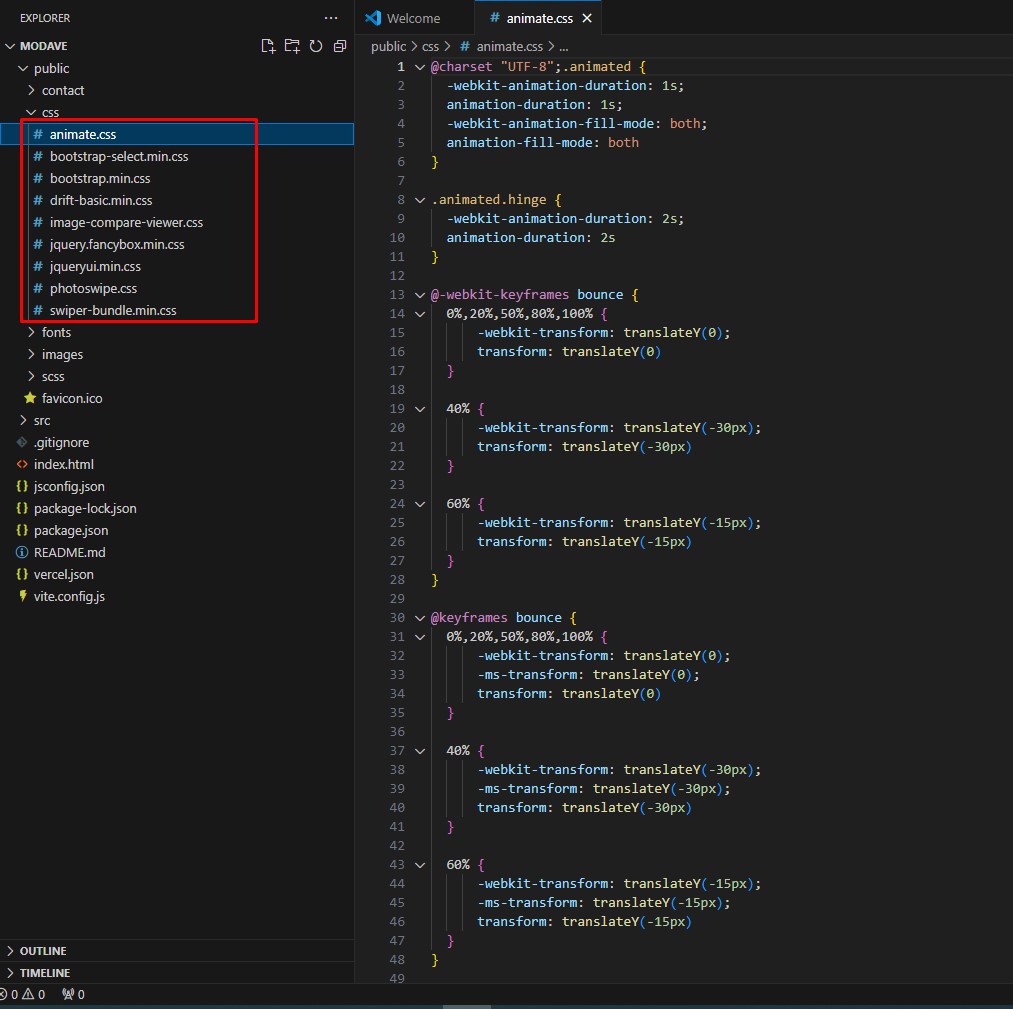 EXPLORER
MODAVE
public
contact
css
animate.css
bootstrap-select.min.css
bootstrap.min.css
drift-basic.min.css
image-compare-viewer.css
jquery.fancybox.min.css
jqueryui.min.css
photoswipe.css
swiper-bundle.min.css
fonts
images
scss
favicon.ico
src
.gitignore
index.html
jsconfig.json
package-lock.json
package.json
README.md
vercel.json
vite.config.js
OUTLINE
TIMELINE
0 0 0
Welcome
# animate.css
public > css > # animate.css > ...
1 @charset "UTF-8";.animated {
2 -webkit-animation-duration: 1s;
3 animation-duration: 1s;
4 -webkit-animation-fill-mode: both;
5 animation-fill-mode: both
6 }
7
8 .animated.hinge {
9 -webkit-animation-duration: 2s;
10 animation-duration: 2s
11 }
12
13 @-webkit-keyframes bounce {
14 0%,20%,50%,80%,100% {
15 -webkit-transform: translateY(0);
16 transform: translateY(0)
17 }
18
19 40% {
20 -webkit-transform: translateY(-30px);
21 transform: translateY(-30px)
22 }
23
24 60% {
25 -webkit-transform: translateY(-15px);
26 transform: translateY(-15px)
27 }
28 }
29
30 @keyframes bounce {
31 0%,20%,50%,80%,100% {
32 -webkit-transform: translateY(0);
33 -ms-transform: translateY(0);
34 transform: translateY(0)
35 }
36
37 40% {
38 -webkit-transform: translateY(-30px);
39 -ms-transform: translateY(-30px);
40 transform: translateY(-30px)
41 }
42
43 60% {
44 -webkit-transform: translateY(-15px);
45 -ms-transform: translateY(-15px);
46 transform: translateY(-15px)
47 }
48 }
49